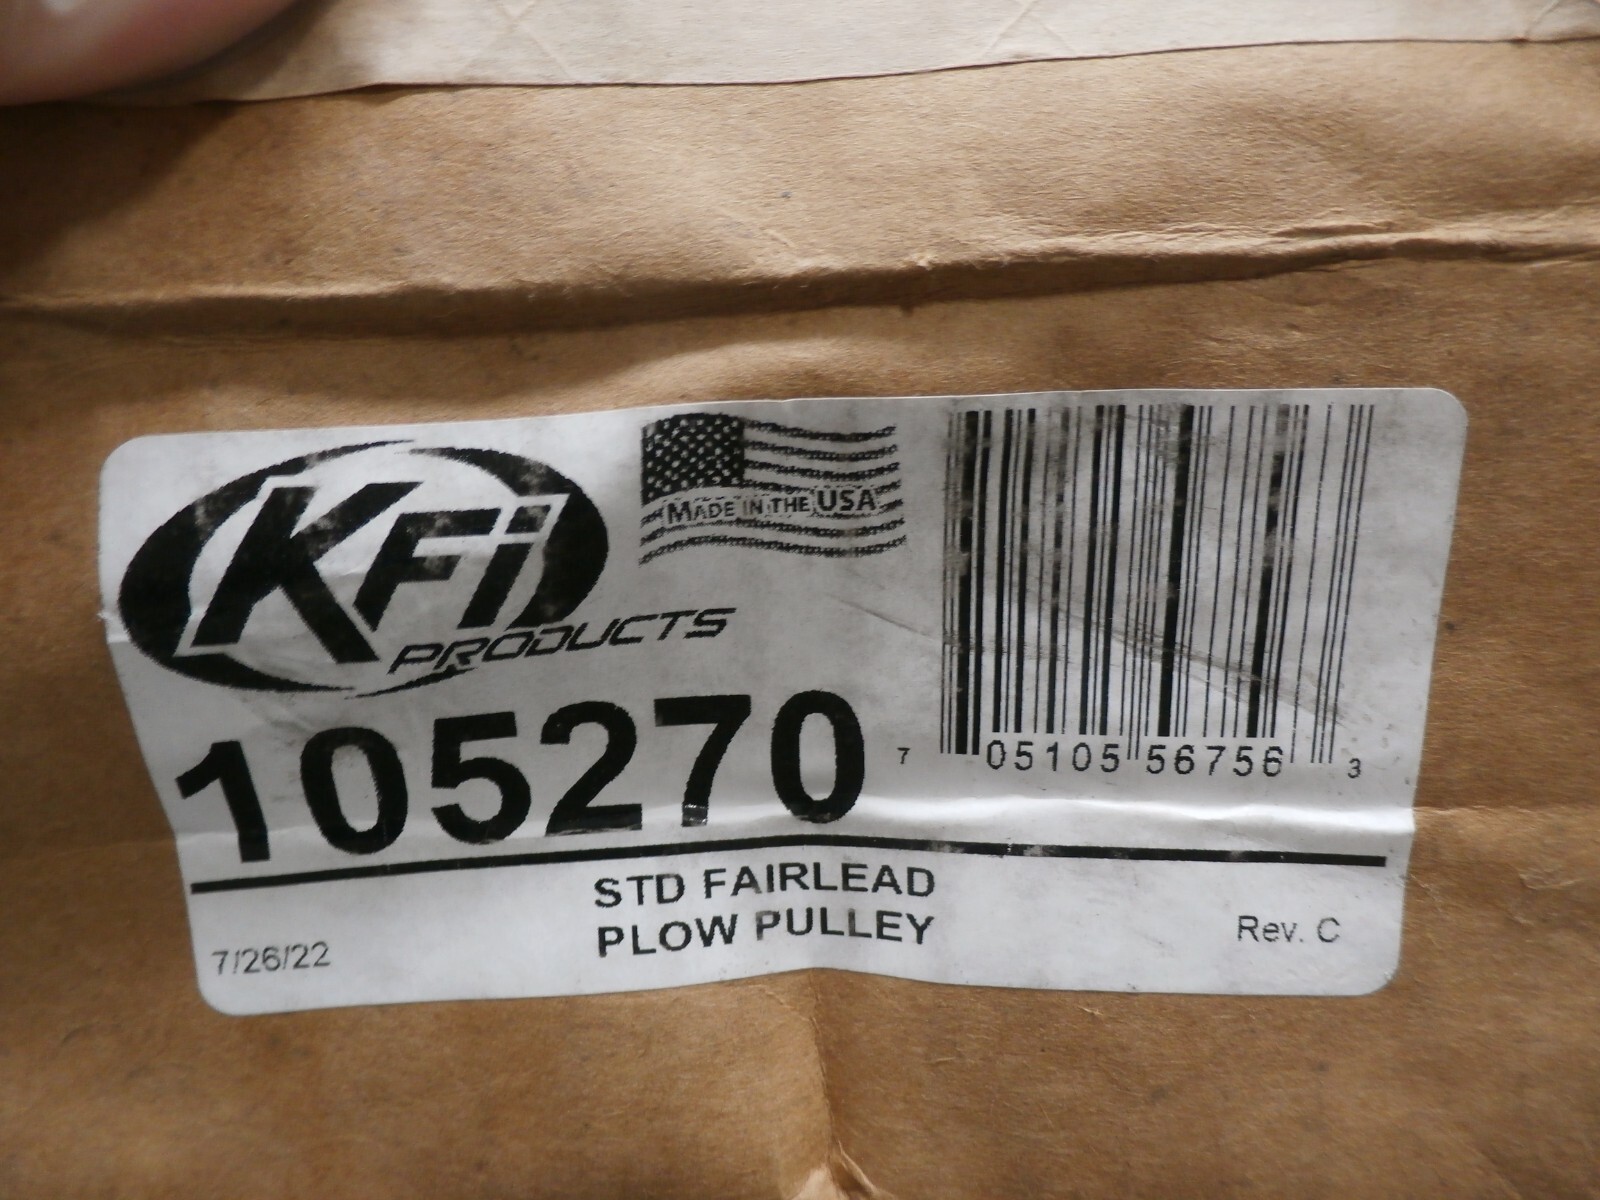 KFi
PRODUCTS
MADE IN THE USA
105270
7 05105 56756 3
STD FAIRLEAD
PLOW PULLEY
7/26/22
Rev. C